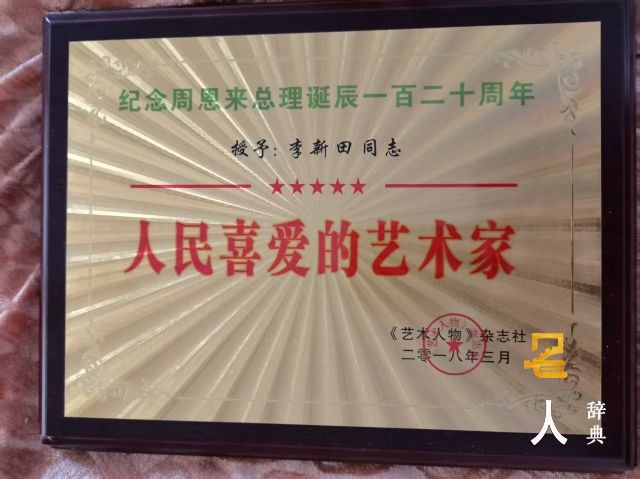 纪念周恩来总理诞辰一百二十周年
授予：李新田同志
★★★★★
人民喜爱的艺术家
《艺术人物》杂志社
二零一八年三月
人 辞典